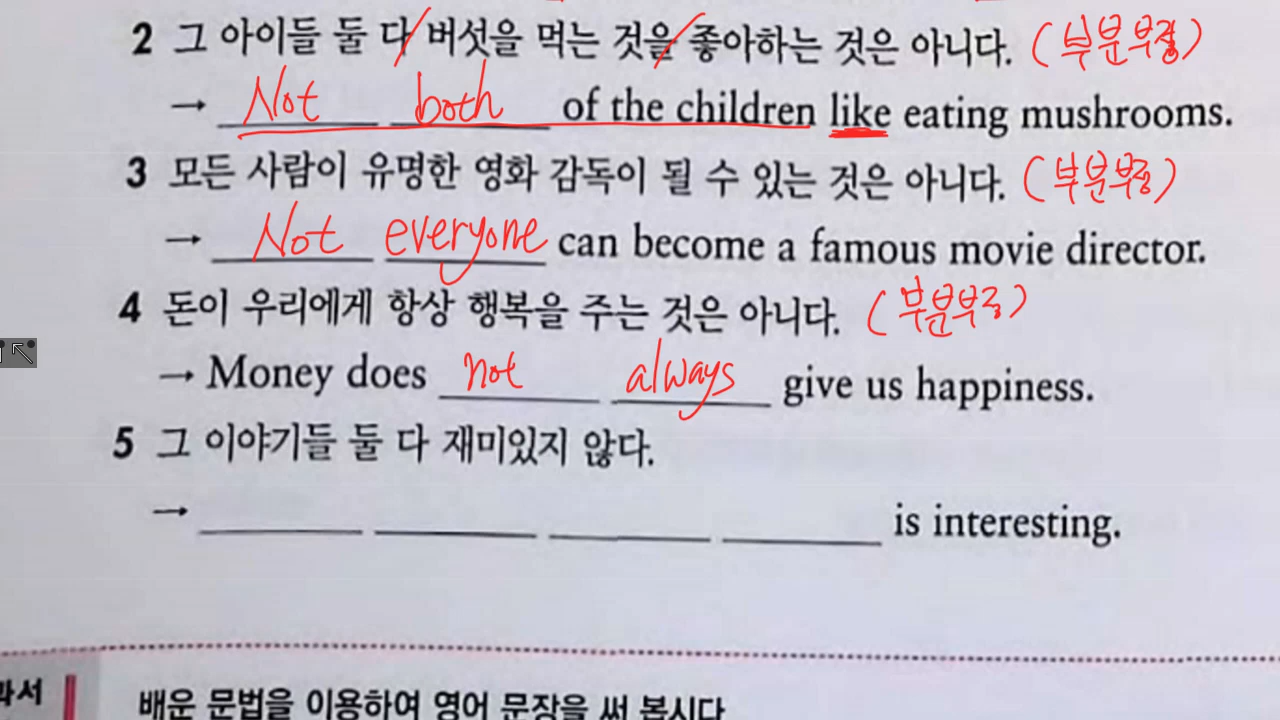 2 그 아이들 둘 다/ 버섯을 먹는 것을/ 좋아하는 것은 아니다. (부분부정)
→ Not both of the children like eating mushrooms.
3 모든 사람이 유명한 영화 감독이 될 수 있는 것은 아니다. (부분부정)
→ Not everyone can become a famous movie director.
4 돈이 우리에게 항상 행복을 주는 것은 아니다. (부분부정)
→ Money does not always give us happiness.
5 그 이야기들 둘 다 재미있지 않다.
→ ____ ____ ____ ____ is interesting.
과서
배운 문법을 이용하여 영어 문장을 써 봅시다